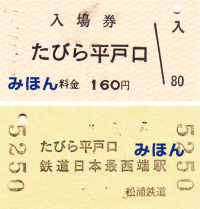 入場券
入
たびら平戸口
みほん 料金 160円
80
5250
たびら平戸口 みほん
鉄道日本最西端駅
松浦鉄道
5250